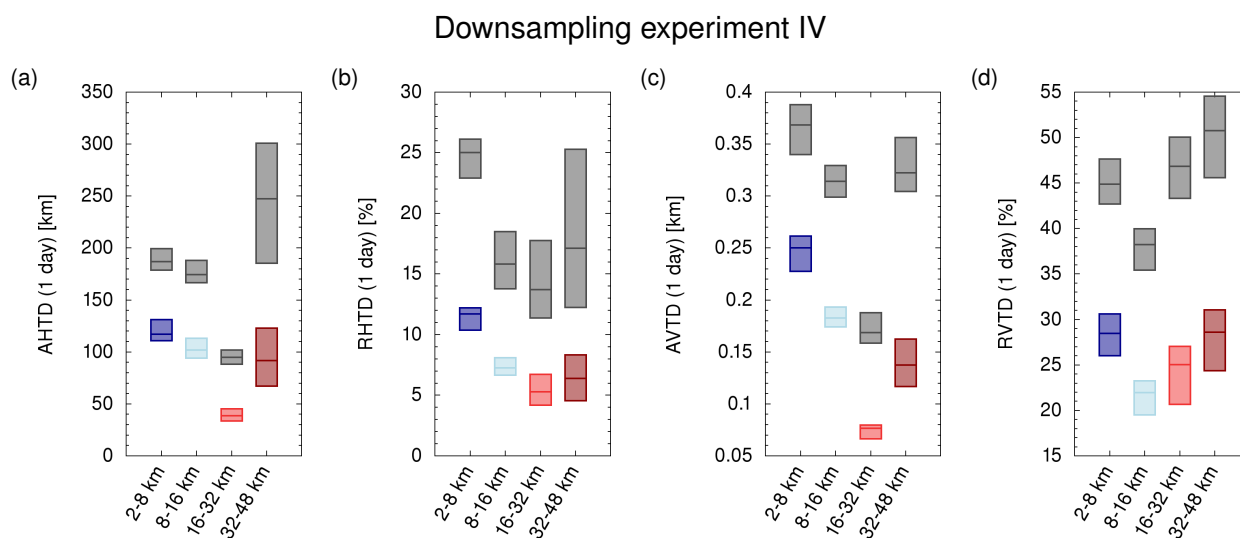 Downsampling experiment IV
(a)
AHTD (1 day) [km]
350
300
250
200
150
100
50
0
2-8 km
8-16 km
16-32 km
32-48 km
(b)
RHTD (1 day) [%]
30
25
20
15
10
5
0
2-8 km
8-16 km
16-32 km
32-48 km
(c)
AVTD (1 day) [km]
0.4
0.35
0.3
0.25
0.2
0.15
0.1
0.05
2-8 km
8-16 km
16-32 km
32-48 km
(d)
RVTD (1 day) [%]
55
50
45
40
35
30
25
20
15
2-8 km
8-16 km
16-32 km
32-48 km